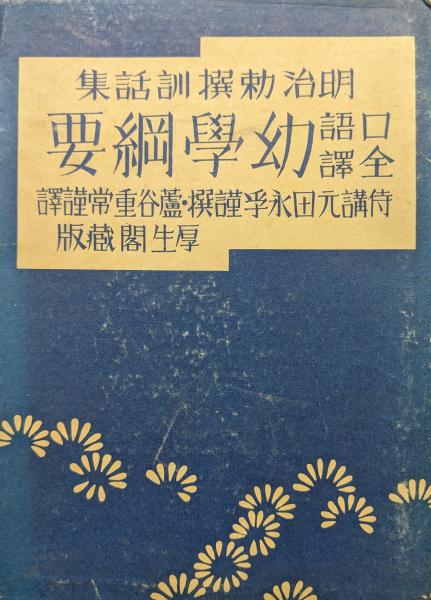 明治勅撰訓話集
口語全譯 幼學綱要
侍講元田永孚謹撰・蘆谷重常謹譯
厚生閣藏版